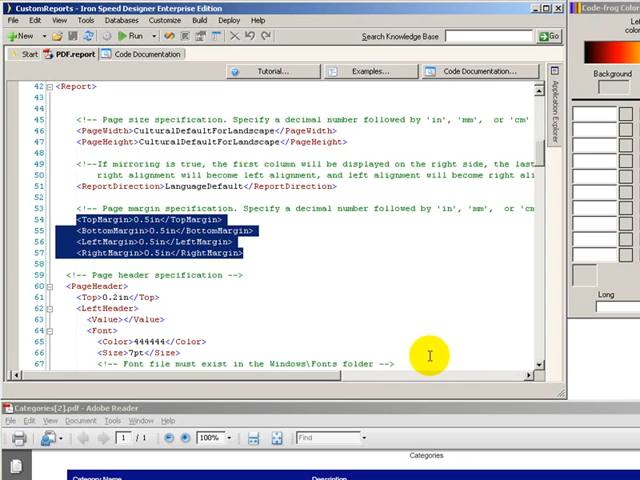 CustomReports - Iron Speed Designer Enterprise Edition
File Edit Tools Databases Customize Build Deploy Help
New Run Search Knowledge Base Go
Start PDF.report Code Documentation
Tutorial... Examples... Code Documentation...
42 <Report>
43
44
45 <!-- Page size specification. Specify a decimal number followed by 'in', 'mm', or 'cm'
46 <PageWidth>CulturalDefaultForLandscape</PageWidth>
47 <PageHeight>CulturalDefaultForLandscape</PageHeight>
48
49 <!--If mirroring is true, the first column will be displayed on the right side, the last
50 right alignment will become left alignment, and left alignment will become right ali
51 <ReportDirection>LanguageDefault</ReportDirection>
52
53 <!-- Page margin specification. Specify a decimal number followed by 'in', 'mm', or 'cm'
54 <TopMargin>0.5in</TopMargin>
55 <BottomMargin>0.5in</BottomMargin>
56 <LeftMargin>0.5in</LeftMargin>
57 <RightMargin>0.5in</RightMargin>
58
59 <!-- Page header specification -->
60 <PageHeader>
61 <Top>0.2in</Top>
62 <LeftHeader>
63 <Value></Value>
64 <Font>
65 <Color>444444</Color>
66 <Size>7pt</Size>
67 <!-- Font file must exist in the Windows\Fonts folder -->
Application Explorer
Code-frog Color
Background
Long
Categories[2].pdf - Adobe Reader
File Edit View Document Tools Window Help
1 / 1 100% Find
Categories
Category Name Description